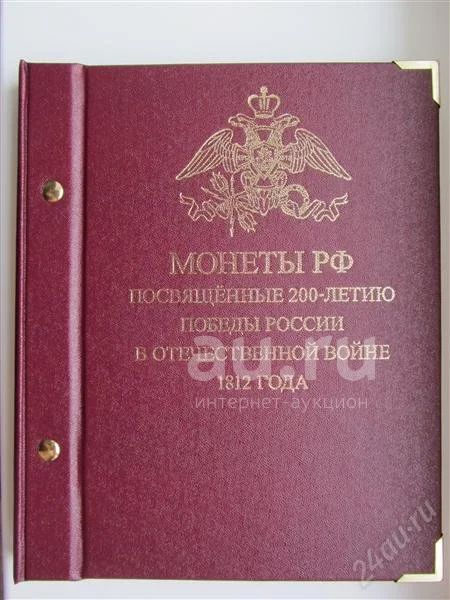 МОНЕТЫ РФ
ПОСВЯЩЁННЫЕ 200-ЛЕТИЮ
ПОБЕДЫ РОССИИ
В ОТЕЧЕСТВЕННОЙ ВОЙНЕ
au.ru
1812 ГОДА
интернет-аукцион
24au.ru